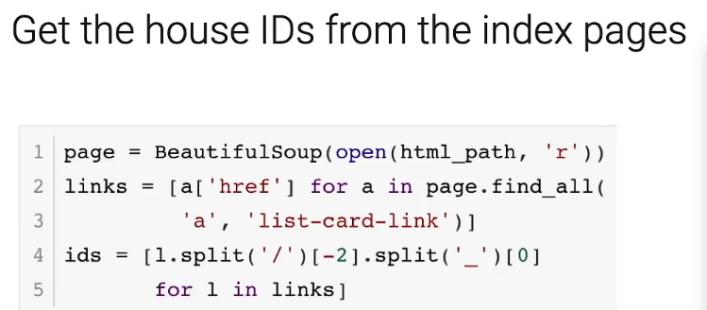 Get the house IDs from the index pages
1 page = BeautifulSoup(open(html_path, 'r'))
2 links = [a['href'] for a in page.find_all(
3 'a', 'list-card-link')]
4 ids = [l.split('/')[-2].split('_')[0]
5 for l in links]